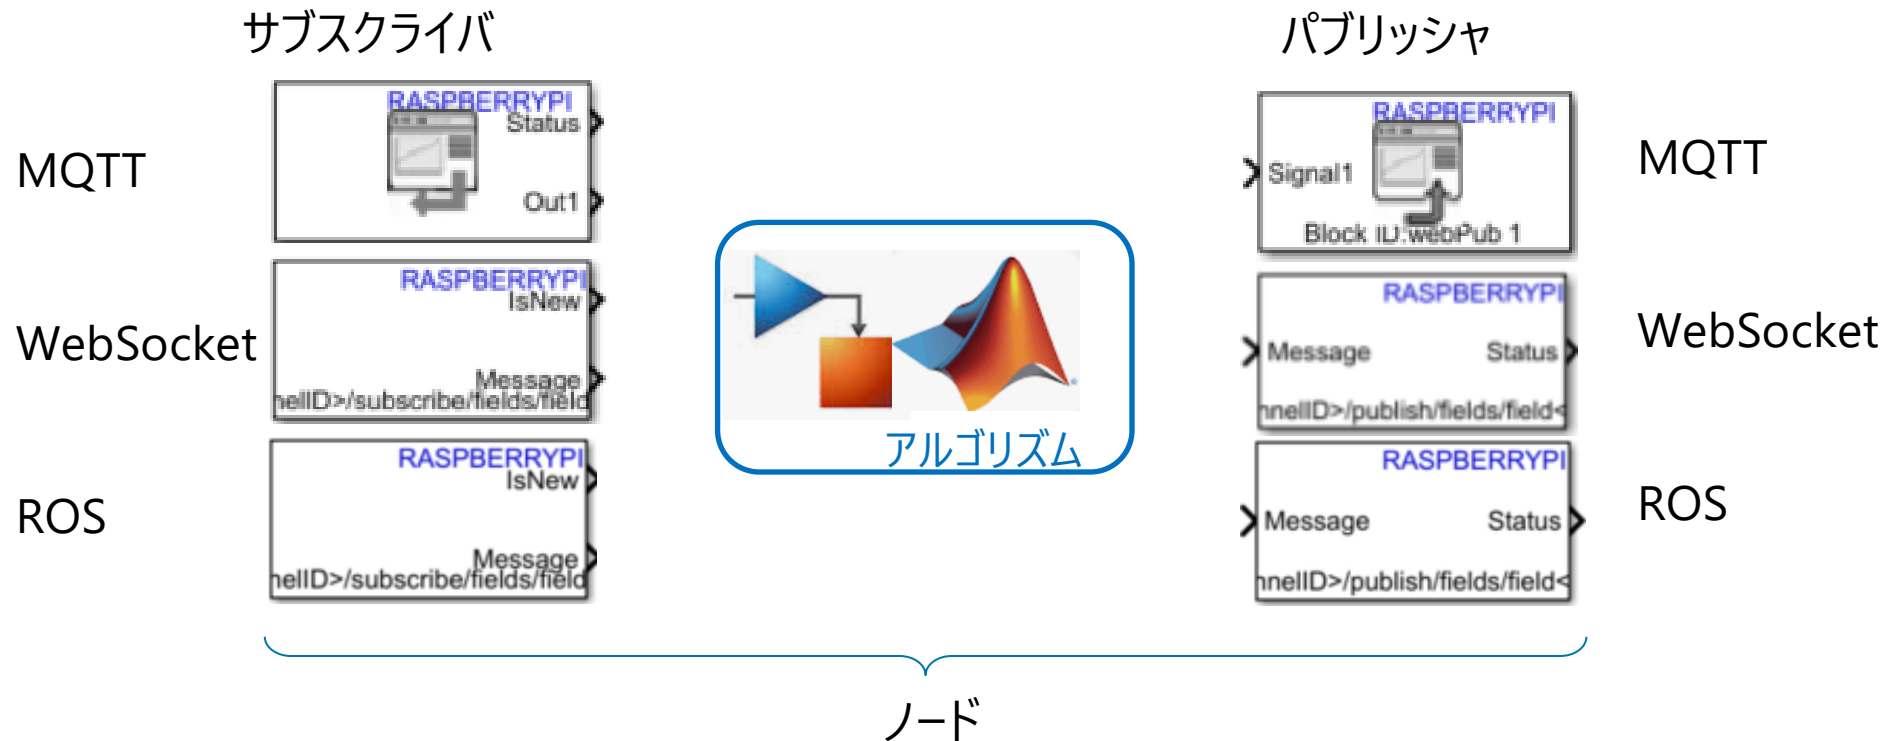 サブスクライバ
パブリッシャ
MQTT
RASPBERRYPI
Status
Out1
WebSocket
RASPBERRYPI
IsNew
Message
nellD>/subscribe/fields/field
ROS
RASPBERRYPI
IsNew
Message
nellD>/subscribe/fields/field
アルゴリズム
RASPBERRYPI
Signal1
Block ID:webPub 1
MQTT
RASPBERRYPI
Message
Status
nnelID>/publish/fields/field<
WebSocket
RASPBERRYPI
Message
Status
nnelID>/publish/fields/field<
ROS
ノード